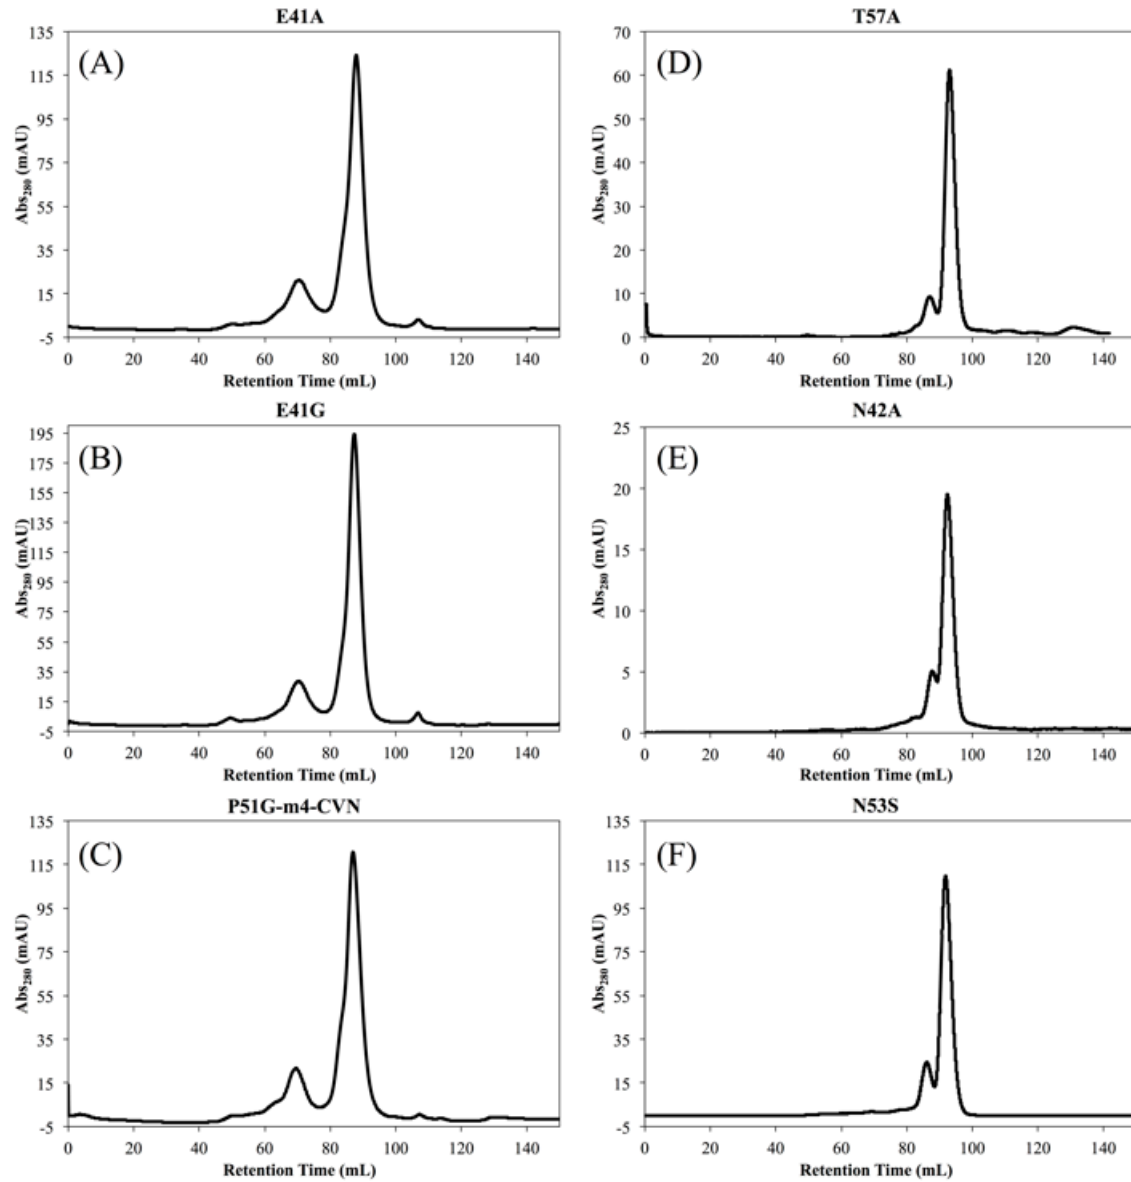 E41A
(A)
135
115
95
75
55
35
15
-5
Abs280 (mAU)
0 20 40 60 80 100 120 140
Retention Time (mL)
T57A
(D)
70
60
50
40
30
20
10
0
Abs280 (mAU)
0 20 40 60 80 100 120 140
Retention Time (mL)
E41G
(B)
195
175
155
135
115
95
75
55
35
15
-5
Abs280 (mAU)
0 20 40 60 80 100 120 140
Retention Time (mL)
N42A
(E)
25
20
15
10
5
0
Abs280 (mAU)
0 20 40 60 80 100 120 140
Retention Time (mL)
P51G-m4-CVN
(C)
135
115
95
75
55
35
15
-5
Abs280 (mAU)
0 20 40 60 80 100 120 140
Retention Time (mL)
N53S
(F)
135
115
95
75
55
35
15
-5
Abs280 (mAU)
0 20 40 60 80 100 120 140
Retention Time (mL)